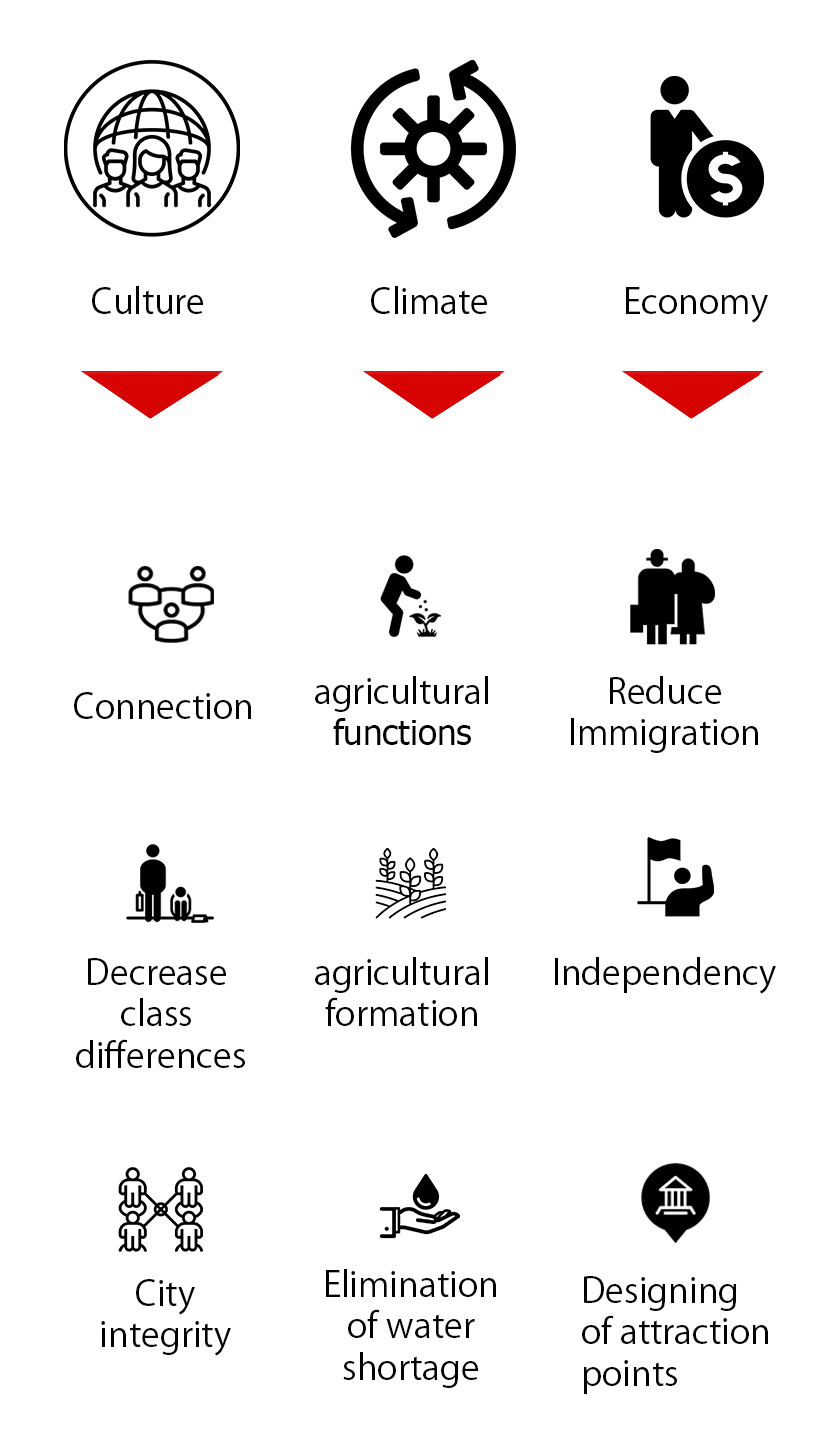 Culture
Climate
Economy
Connection
agricultural
functions
Reduce
Immigration
Decrease
class
differences
agricultural
formation
Independency
City
integrity
Elimination
of water
shortage
Designing
of attraction
points